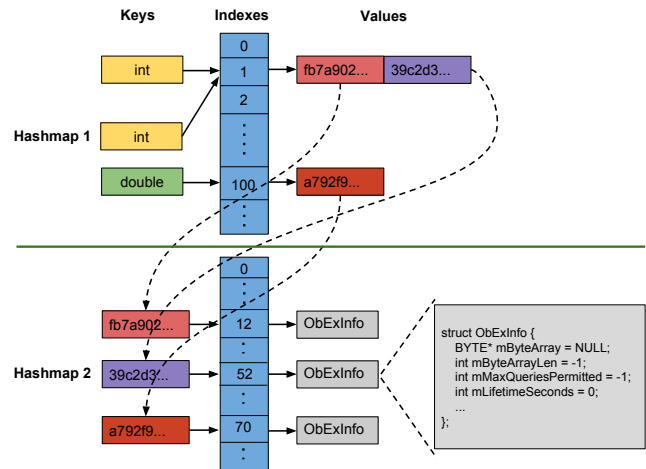 Keys Indexes Values
0
int 1 fb7a902... 39c2d3...
2
Hashmap 1
int
double 100 a792f9...
0
fb7a902... 12 ObExInfo
Hashmap 2 39c2d3... 52 ObExInfo
a792f9... 70 ObExInfo
struct ObExInfo {
BYTE* mByteArray = NULL;
int mByteArrayLen = -1;
int mMaxQueriesPermitted = -1;
int mLifetimeSeconds = 0;
...
};